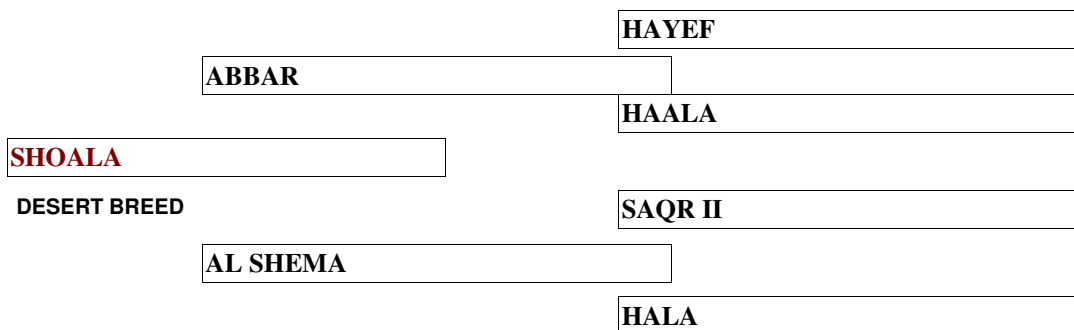 HAYEF
ABBAR
HAALA
SHOALA
DESERT BREED
SAQR II
AL SHEMA
HALA